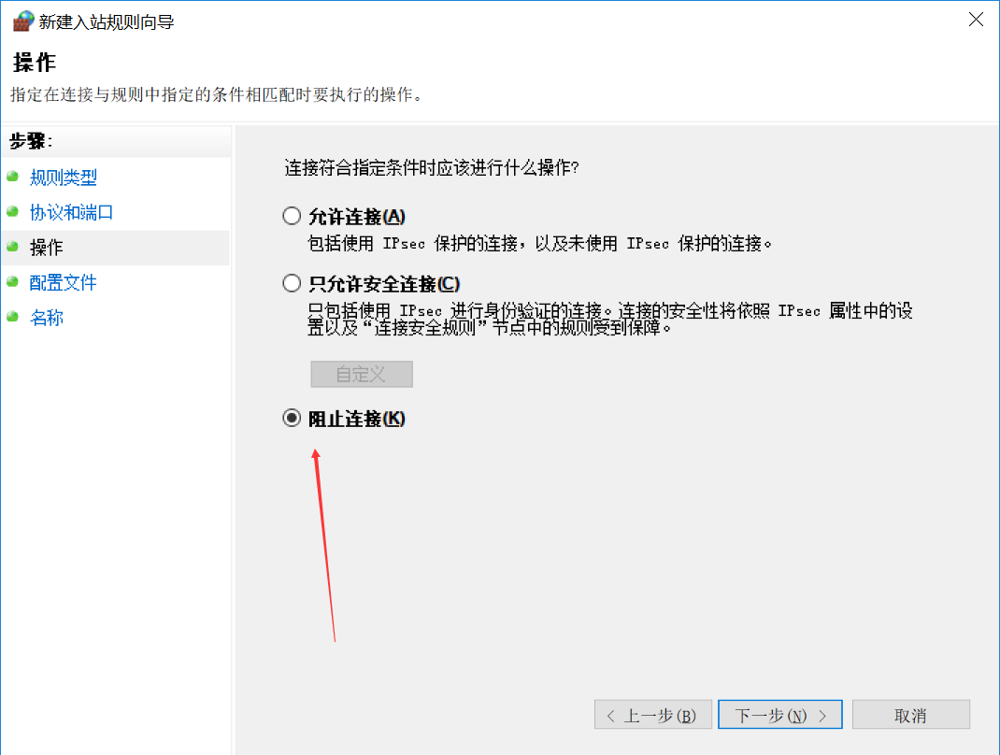 新建入站规则向导
操作
指定在连接与规则中指定的条件相匹配时要执行的操作。
步骤:
规则类型
协议和端口
操作
配置文件
名称
连接符合指定条件时应该进行什么操作?
允许连接(A)
包括使用 IPsec 保护的连接，以及未使用 IPsec 保护的连接。
只允许安全连接(C)
只包括使用 IPsec 进行身份验证的连接。连接的安全性将依照 IPsec 属性中的设
置以及“连接安全规则”节点中的规则受到保障。
自定义
阻止连接(K)
< 上一步(B)
下一步(N) >
取消